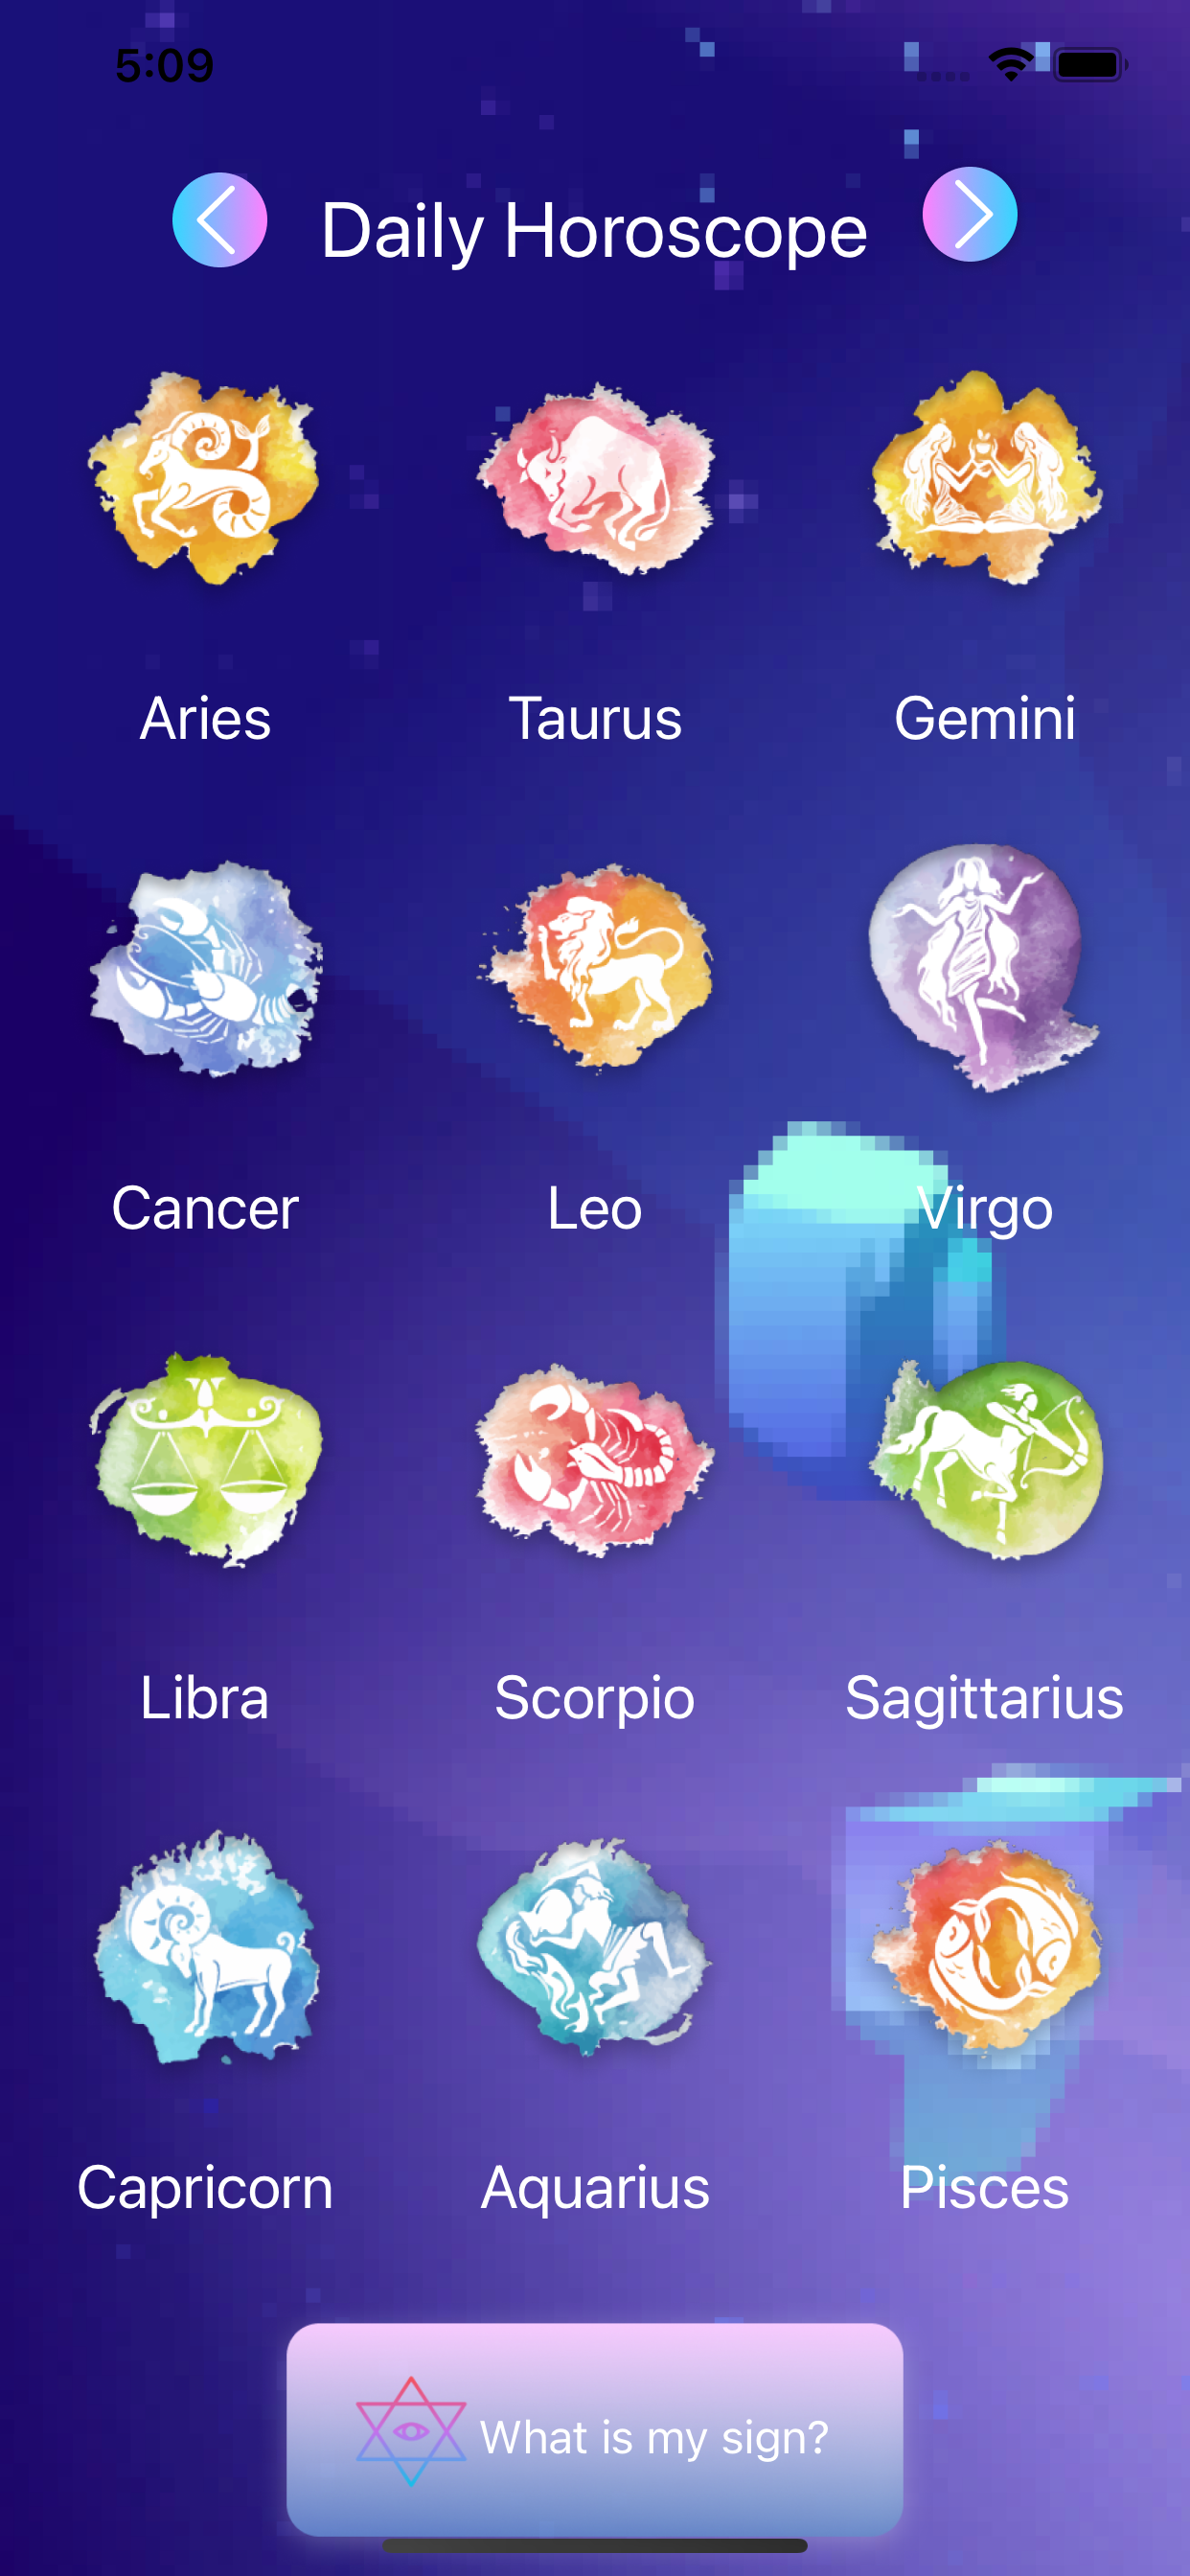 5:09
Daily Horoscope
Aries
Taurus
Gemini
Cancer
Leo
Virgo
Libra
Scorpio
Sagittarius
Capricorn
Aquarius
Pisces
What is my sign?